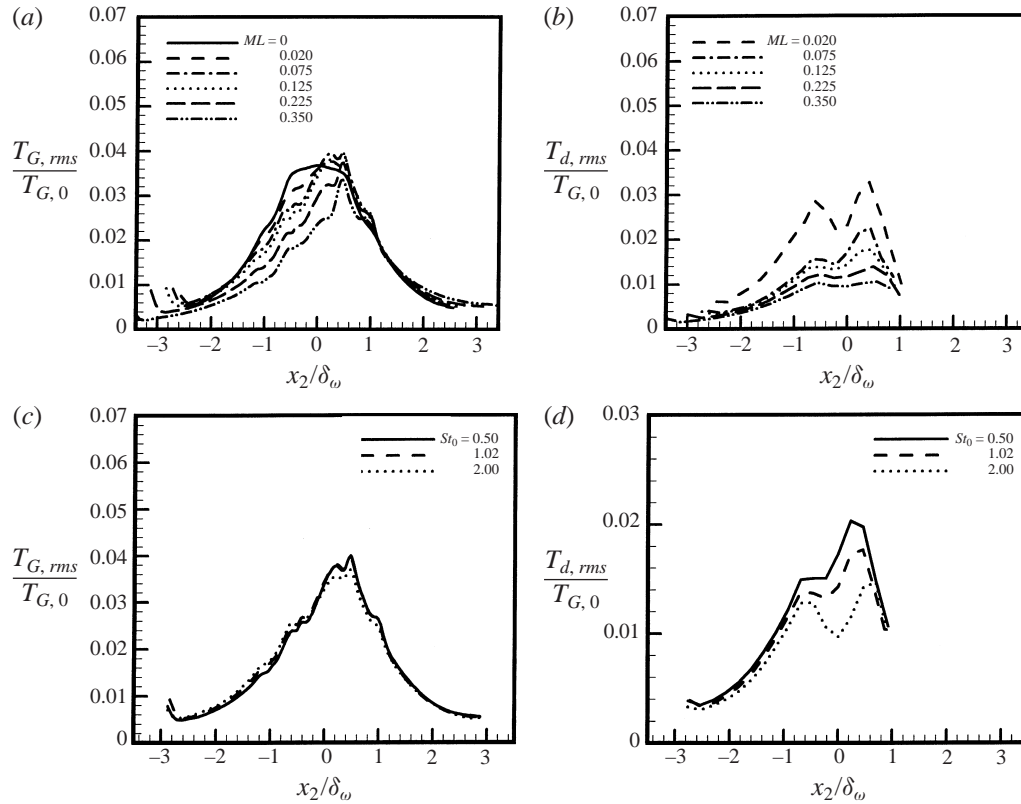 (a)
0.07
0.06
0.05
0.04
0.03
0.02
0.01
0
T_{G, rms}
T_{G, 0}
ML = 0
0.020
0.075
0.125
0.225
0.350
–3 –2 –1 0 1 2 3
x_2/δ_ω
(b)
0.07
0.06
0.05
0.04
0.03
0.02
0.01
0
T_{d, rms}
T_{G, 0}
ML = 0.020
0.075
0.125
0.225
0.350
–3 –2 –1 0 1 2 3
x_2/δ_ω
(c)
0.07
0.06
0.05
0.04
0.03
0.02
0.01
0
T_{G, rms}
T_{G, 0}
St_0 = 0.50
1.02
2.00
–3 –2 –1 0 1 2 3
x_2/δ_ω
(d)
0.03
0.02
0.01
0
T_{d, rms}
T_{G, 0}
St_0 = 0.50
1.02
2.00
–3 –2 –1 0 1 2 3
x_2/δ_ω